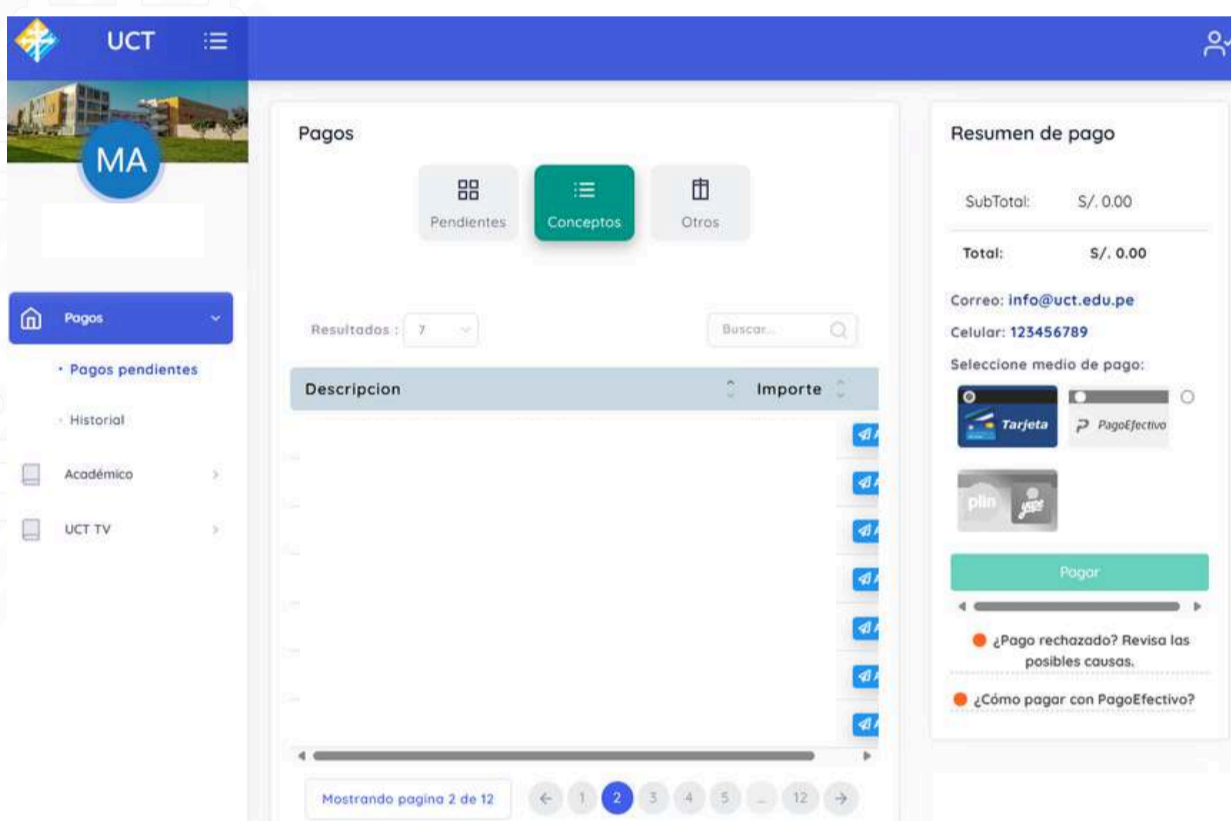 UCT
MA
Pagos
Pagos pendientes
Historial
Académico
UCT TV
Pagos
Pendientes
Conceptos
Otros
Resultados : 7
Buscar...
Descripcion
Importe
Mostrando pagina 2 de 12
1 2 3 4 5 ... 12
Resumen de pago
SubTotal: S/. 0.00
Total: S/. 0.00
Correo: info@uct.edu.pe
Celular: 123456789
Seleccione medio de pago:
Tarjeta
PagoEfectivo
plin
yape
Pagar
¿Pago rechazado? Revisa las
posibles causas.
¿Cómo pagar con PagoEfectivo?